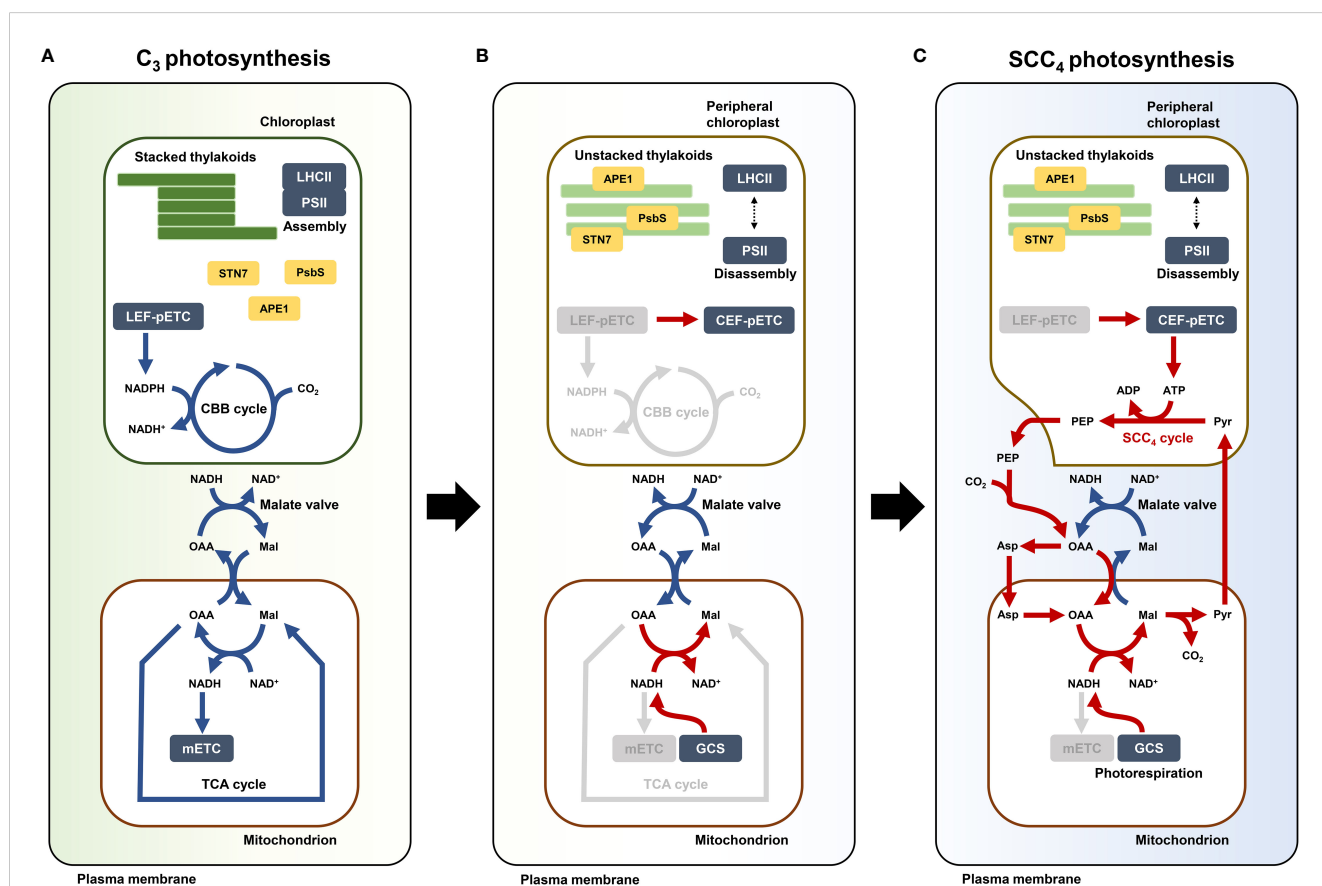 A
C3 photosynthesis
Chloroplast
Stacked thylakoids
LHCII
PSII
Assembly
STN7
PsbS
APE1
LEF-pETC
NADPH
CO2
CBB cycle
NADH+
NADH
NAD+
Malate valve
OAA
Mal
OAA
Mal
NADH
NAD+
mETC
TCA cycle
Mitochondrion
Plasma membrane
B
Peripheral
chloroplast
Unstacked thylakoids
APE1
LHCII
PsbS
STN7
PSII
Disassembly
LEF-pETC
CEF-pETC
NADPH
CO2
CBB cycle
NADH+
NADH
NAD+
Malate valve
OAA
Mal
OAA
Mal
NADH
NAD+
mETC
GCS
TCA cycle
Mitochondrion
Plasma membrane
C
SCC4 photosynthesis
Peripheral
chloroplast
Unstacked thylakoids
APE1
LHCII
PsbS
STN7
PSII
Disassembly
LEF-pETC
CEF-pETC
ADP
ATP
PEP
Pyr
SCC4 cycle
PEP
CO2
NADH
NAD+
Malate valve
Asp
OAA
Mal
Asp
OAA
Mal
Pyr
CO2
NADH
NAD+
mETC
GCS
Photorespiration
Mitochondrion
Plasma membrane